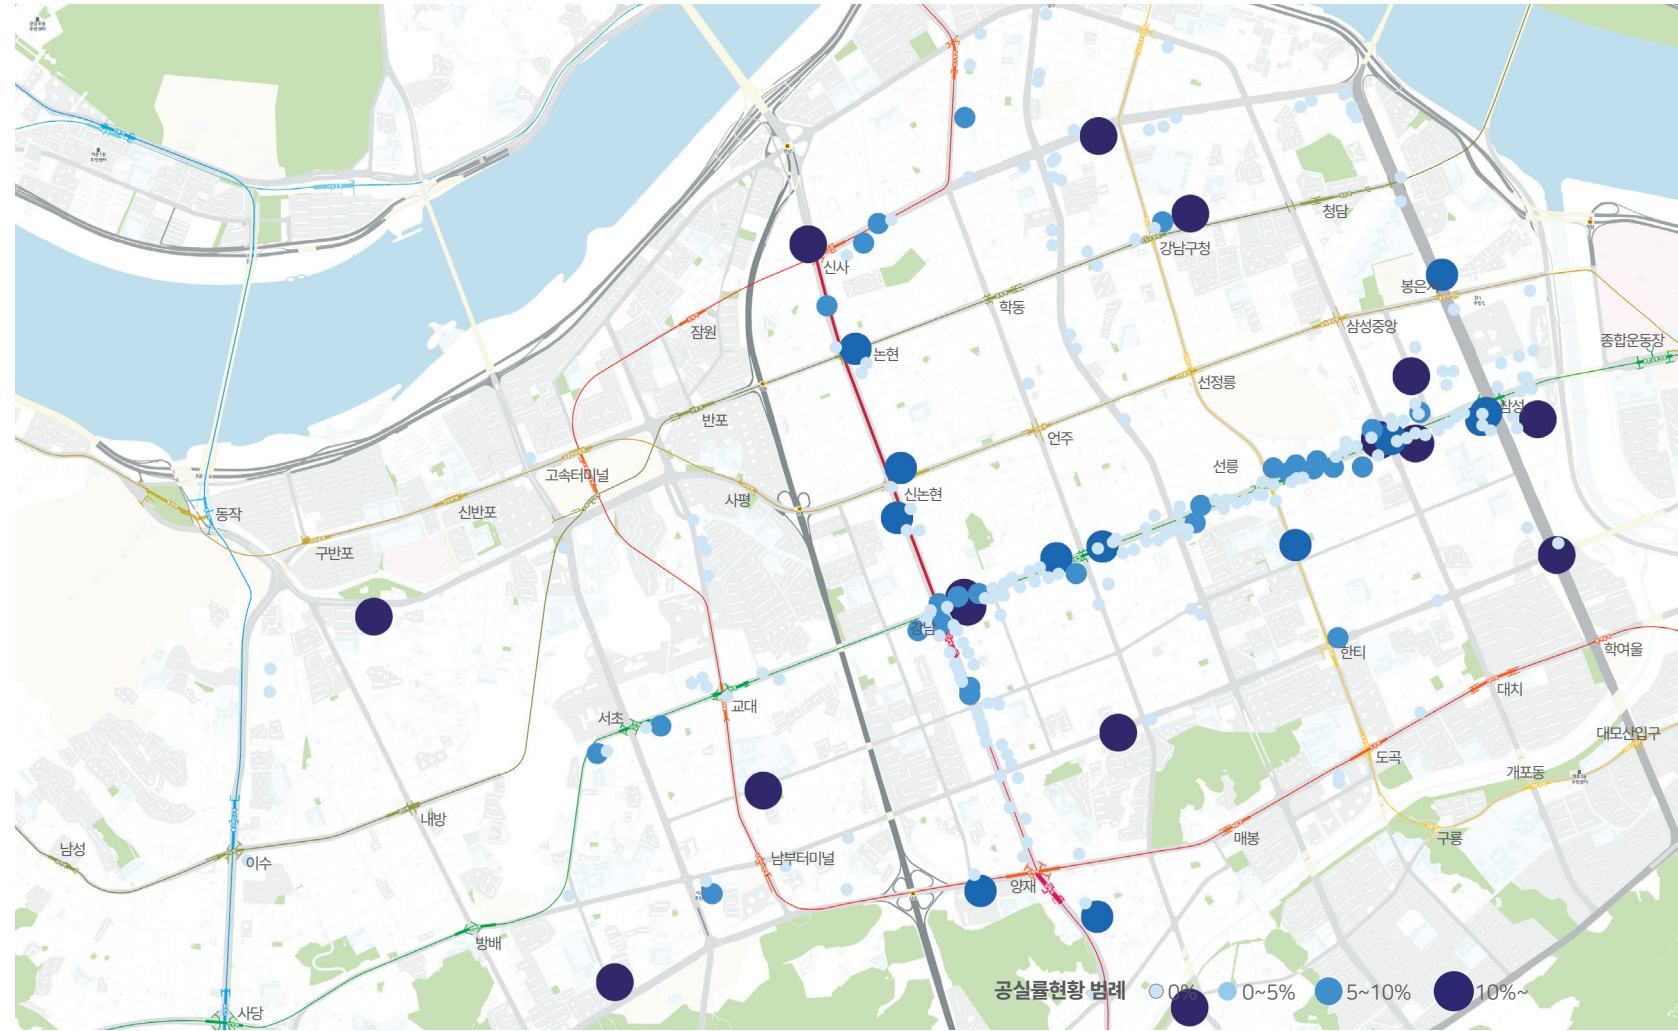 청담
강남구청
신사
봉은사
학동
삼성중앙
잠원
종합운동장
논현
선정릉
삼성
반포
언주
선릉
고속터미널
신논현
사평
신반포
동작
구반포
강남
학여울
한티
대치
교대
서초
대모산입구
도곡
개포동
내방
매봉
구룡
남성
이수
남부터미널
양재
방배
공실률현황 범례
0%
0~5%
5~10%
10%~
사당